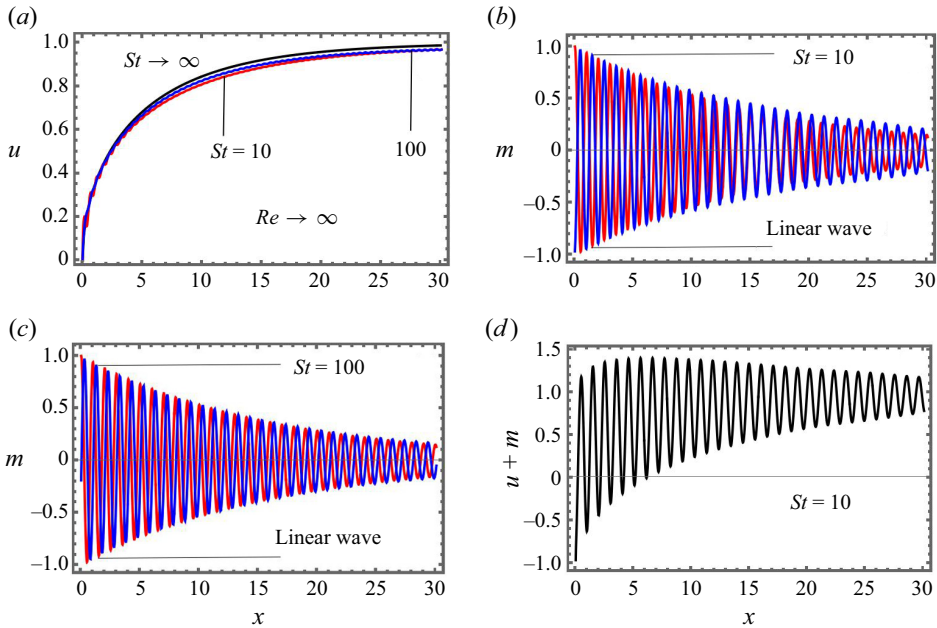 (a)
1.0
0.8
0.6
0.4
0.2
0
u
St → ∞
St = 10
100
Re → ∞
0 5 10 15 20 25 30
(b)
1.0
0.5
0
–0.5
–1.0
m
St = 10
Linear wave
0 5 10 15 20 25 30
(c)
1.0
0.5
0
–0.5
–1.0
m
St = 100
Linear wave
0 5 10 15 20 25 30
x
(d)
1.5
1.0
0.5
0
–0.5
–1.0
u + m
St = 10
0 5 10 15 20 25 30
x